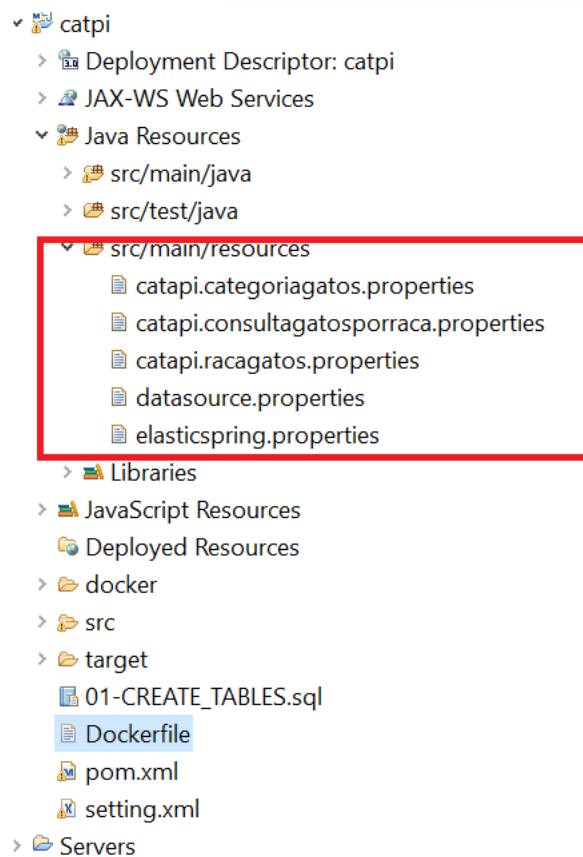 catpi
Deployment Descriptor: catpi
JAX-WS Web Services
Java Resources
src/main/java
src/test/java
src/main/resources
catapi.categoriagatos.properties
catapi.consultagatosporraca.properties
catapi.racagatos.properties
datasource.properties
elasticspring.properties
Libraries
JavaScript Resources
Deployed Resources
docker
src
target
01-CREATE_TABLES.sql
Dockerfile
pom.xml
setting.xml
Servers